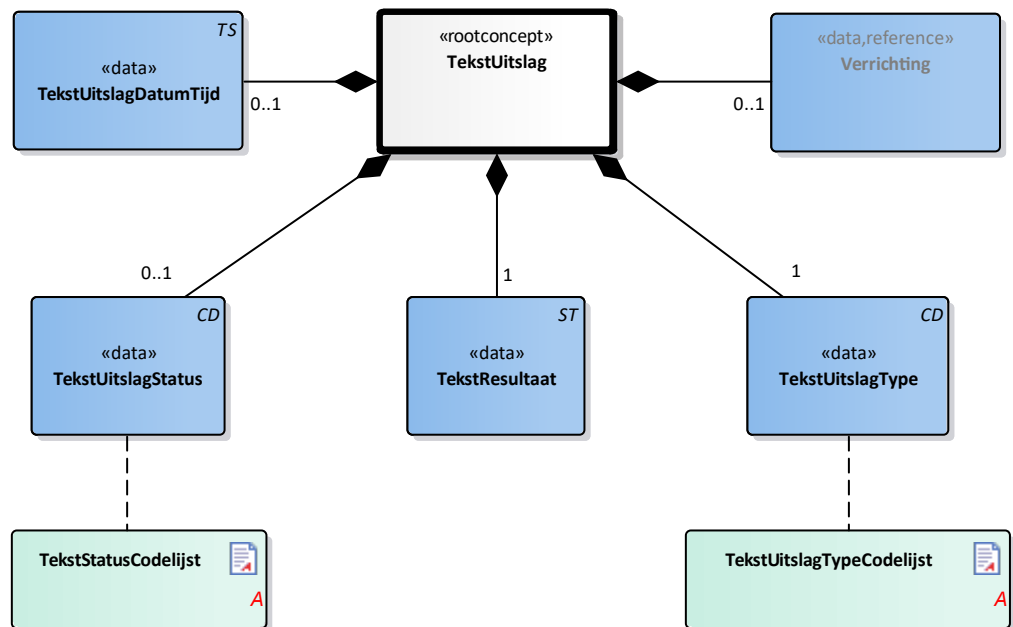 TS
«data»
TekstUitslagDatumTijd
0..1
«rootconcept»
TekstUitslag
«data,reference»
Verrichting
0..1
0..1
1
1
CD
«data»
TekstUitslagStatus
ST
«data»
TekstResultaat
CD
«data»
TekstUitslagType
TekstStatusCodelijst
A
TekstUitslagTypeCodelijst
A